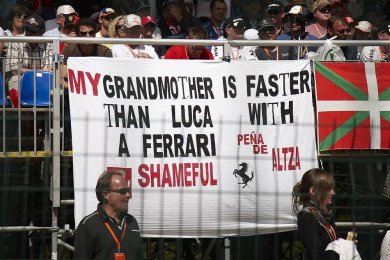 MY GRANDMOTHER IS FASTER
THAN LUCA WITH
A FERRARI
PEÑA
DE
ALTZA
SHAMEFUL